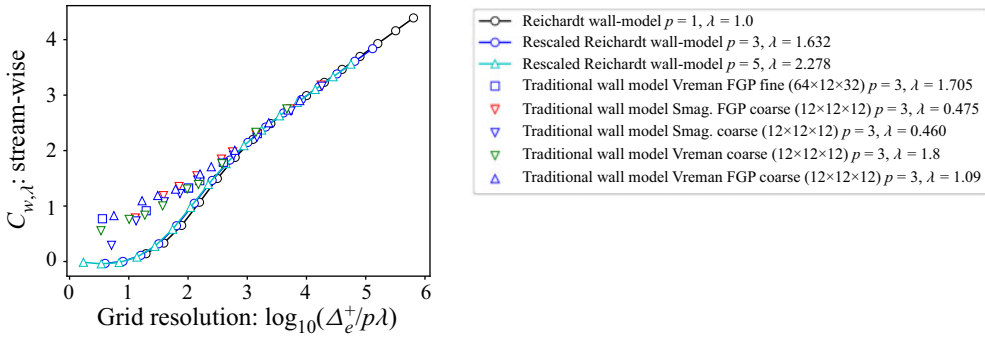 4
3
2
1
0
0
1
2
3
4
5
6
C_{w,λ}: stream-wise
Grid resolution: log₁₀(Δ_e^+/pλ)
Reichardt wall-model p = 1, λ = 1.0
Rescaled Reichardt wall-model p = 3, λ = 1.632
Rescaled Reichardt wall-model p = 5, λ = 2.278
Traditional wall model Vreman FGP fine (64×12×32) p = 3, λ = 1.705
Traditional wall model Smag. FGP coarse (12×12×12) p = 3, λ = 0.475
Traditional wall model Smag. coarse (12×12×12) p = 3, λ = 0.460
Traditional wall model Vreman coarse (12×12×12) p = 3, λ = 1.8
Traditional wall model Vreman FGP coarse (12×12×12) p = 3, λ = 1.09